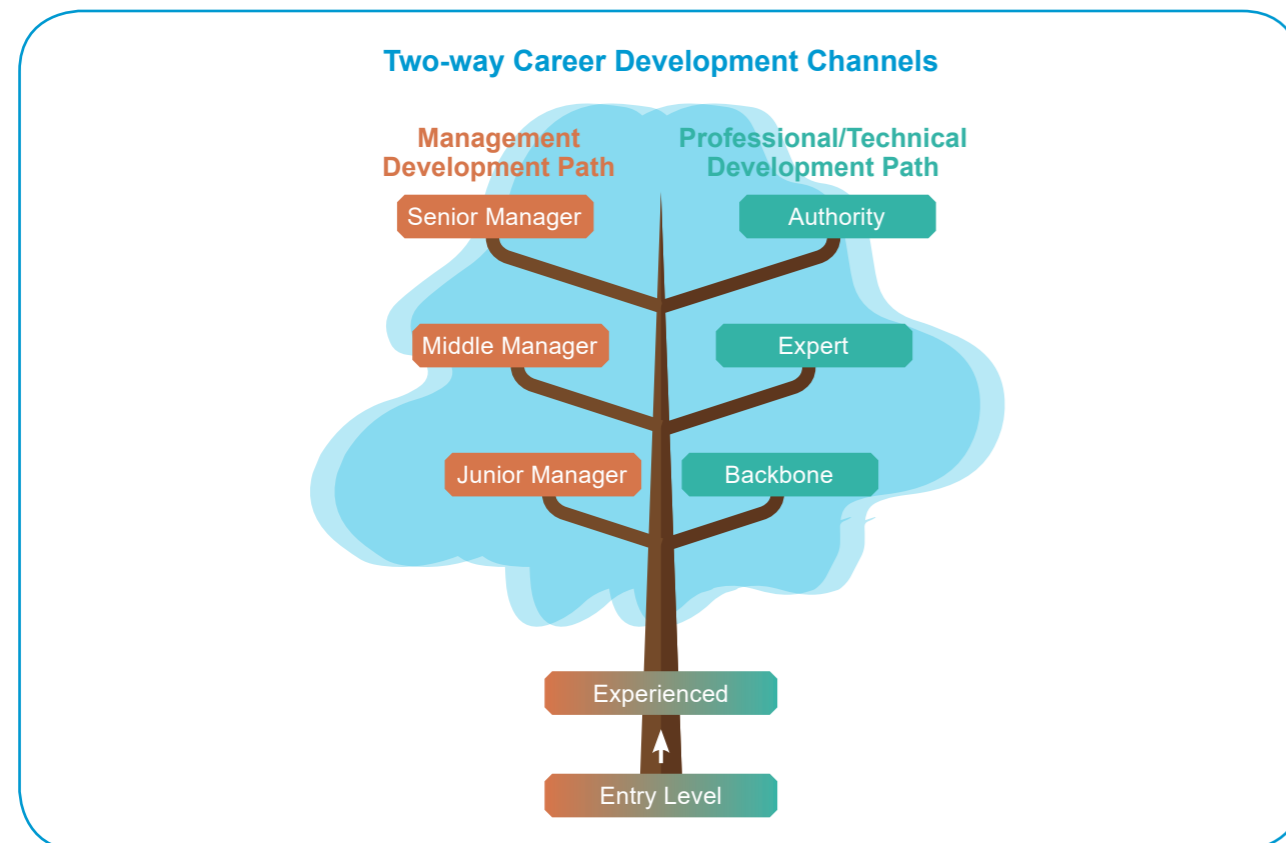 Two-way Career Development Channels
Management
Development Path
Professional/Technical
Development Path
Senior Manager
Authority
Middle Manager
Expert
Junior Manager
Backbone
Experienced
Entry Level